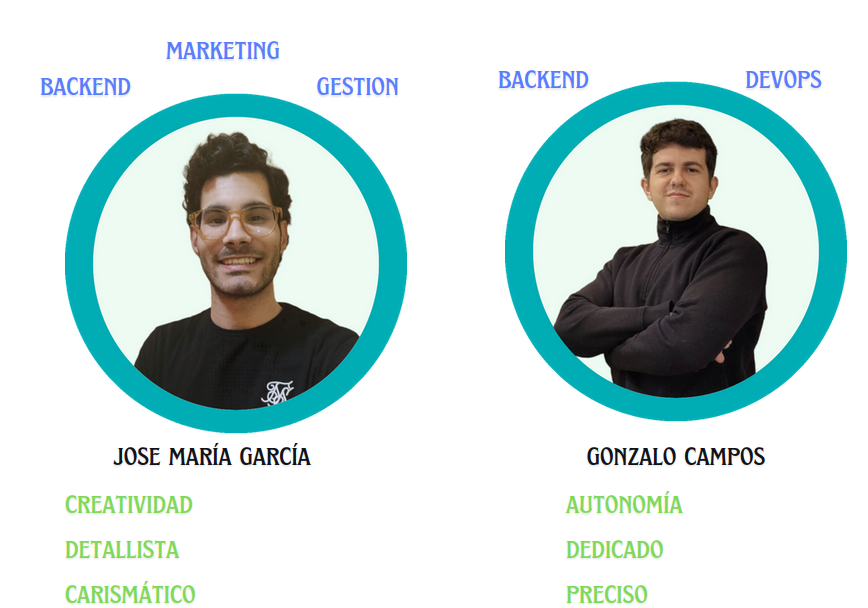 MARKETING
BACKEND GESTION
BACKEND DEVOPS
JOSE MARÍA GARCÍA
GONZALO CAMPOS
CREATIVIDAD
DETALLISTA
CARISMÁTICO
AUTONOMÍA
DEDICADO
PRECISO